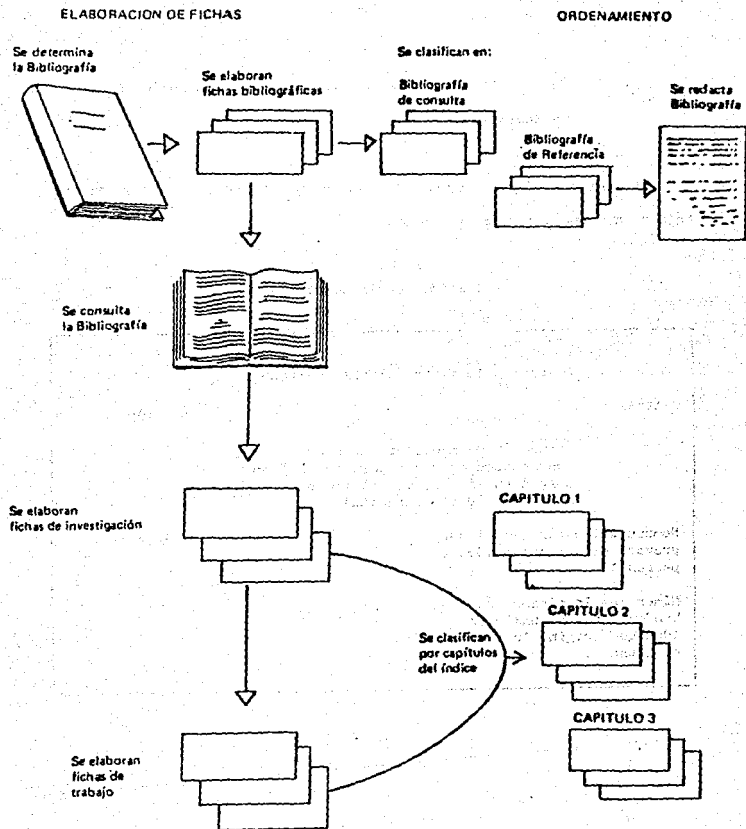 ELABORACION DE FICHAS
ORDENAMIENTO
Se determina
la Bibliografía
Se elaboran
fichas bibliográficas
Se clasifican en:
Bibliografía
de consulta
Bibliografía
de Referencia
Se redacta
Bibliografía
Se consulta
la Bibliografía
Se elaboran
fichas de investigación
CAPITULO 1
CAPITULO 2
Se clasifican
por capítulos
del índice
CAPITULO 3
Se elaboran
fichas de
trabajo